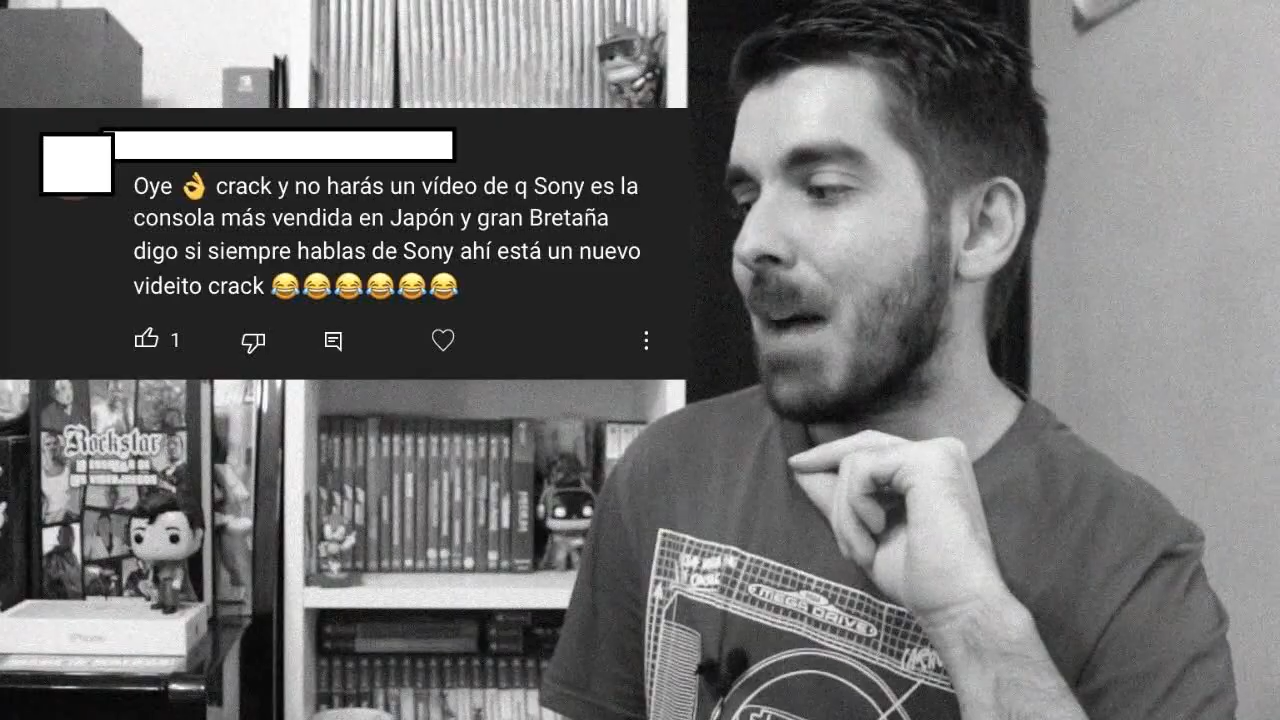 Oye 👌 crack y no harás un vídeo de q Sony es la
consola más vendida en Japón y gran Bretaña
digo si siempre hablas de Sony ahí está un nuevo
videito crack 😂😂😂😂😂😂
1
Rockstar
iPhone
MEGA DRIVE